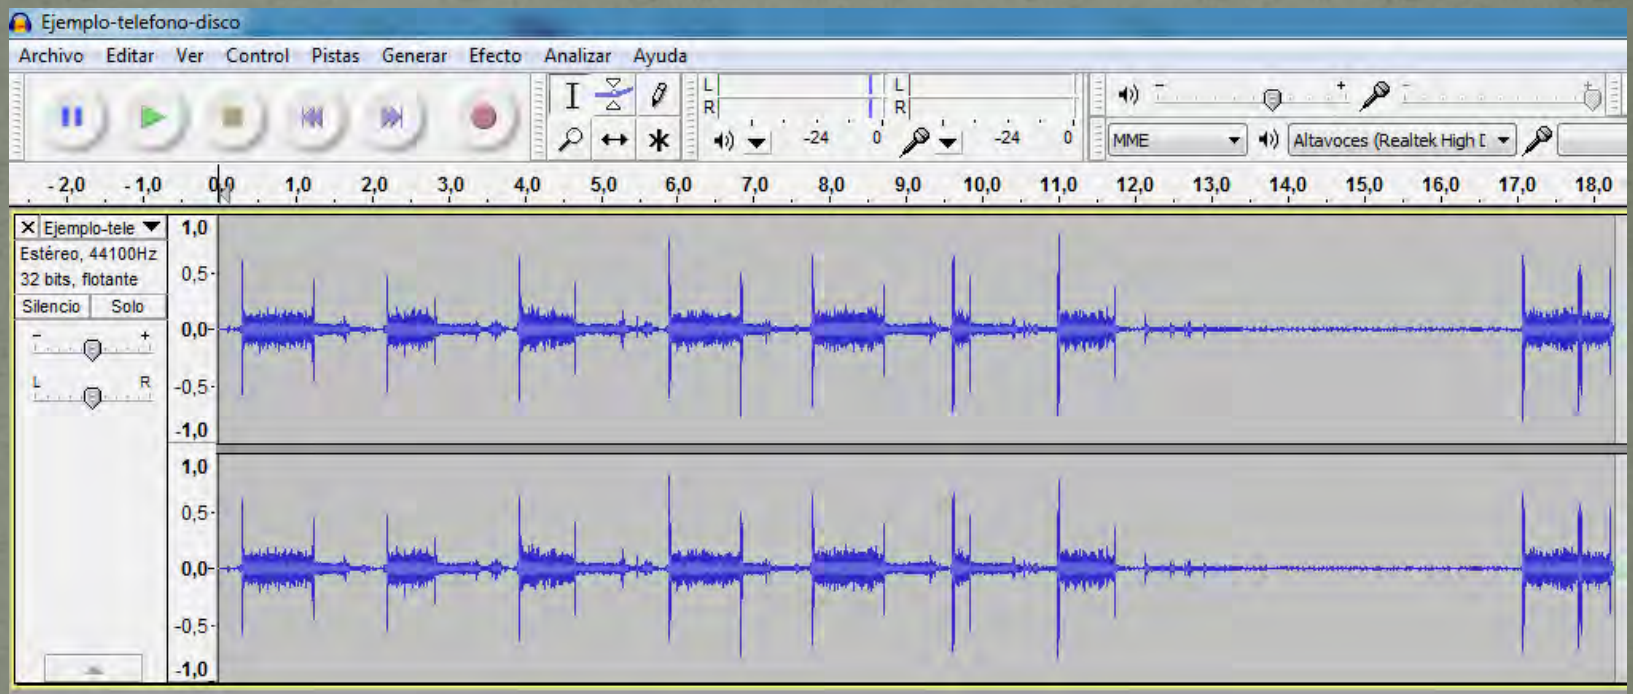 Ejemplo-telefono-disco
Archivo Editar Ver Control Pistas Generar Efecto Analizar Ayuda
L
R
-24 0
L
R
-24 0
- +
- +
MME
Altavoces (Realtek High D
- 2,0 - 1,0 0,0 1,0 2,0 3,0 4,0 5,0 6,0 7,0 8,0 9,0 10,0 11,0 12,0 13,0 14,0 15,0 16,0 17,0 18,0
Ejemplo-tele
Estéreo, 44100Hz
32 bits, flotante
Silencio Solo
- +
L R
1,0
0,5-
0,0-
-0,5-
-1,0
1,0
0,5-
0,0-
-0,5-
-1,0